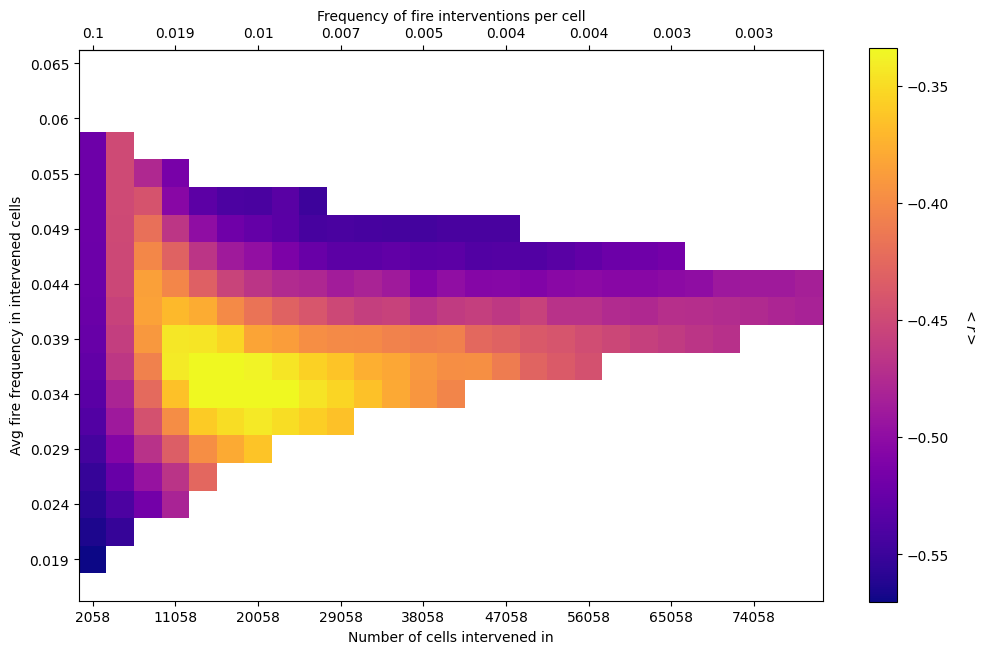 Frequency of fire interventions per cell
0.1 0.019 0.01 0.007 0.005 0.004 0.004 0.003 0.003
Avg fire frequency in intervened cells
0.065
0.06
0.055
0.049
0.044
0.039
0.034
0.029
0.024
0.019
2058 11058 20058 29058 38058 47058 56058 65058 74058
Number of cells intervened in
−0.35
−0.40
−0.45
−0.50
−0.55
< r >